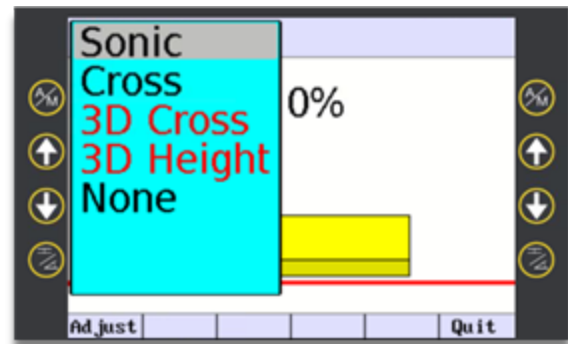 Sonic
Cross
3D Cross
3D Height
None
0%
A/M
A/M
Adjust
Quit